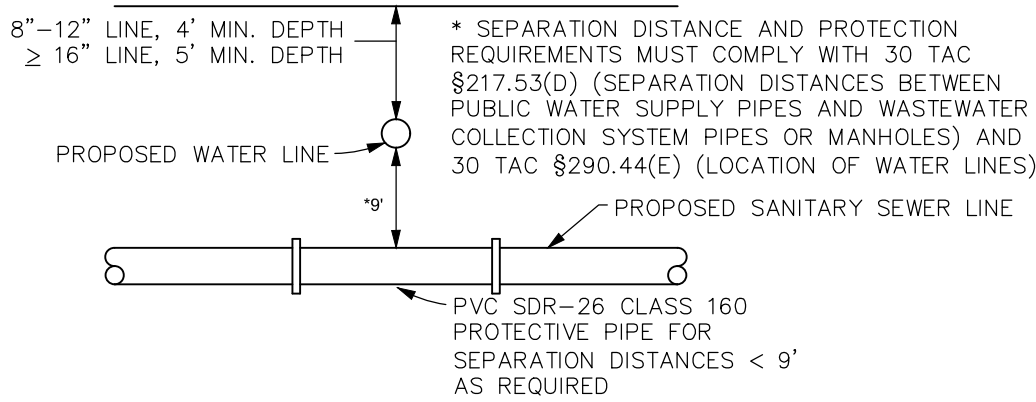 8"-12" LINE, 4' MIN. DEPTH
≥ 16" LINE, 5' MIN. DEPTH
* SEPARATION DISTANCE AND PROTECTION
REQUIREMENTS MUST COMPLY WITH 30 TAC
§217.53(D) (SEPARATION DISTANCES BETWEEN
PUBLIC WATER SUPPLY PIPES AND WASTEWATER
COLLECTION SYSTEM PIPES OR MANHOLES) AND
30 TAC §290.44(E) (LOCATION OF WATER LINES)
PROPOSED WATER LINE
*9'
PROPOSED SANITARY SEWER LINE
PVC SDR-26 CLASS 160
PROTECTIVE PIPE FOR
SEPARATION DISTANCES < 9'
AS REQUIRED